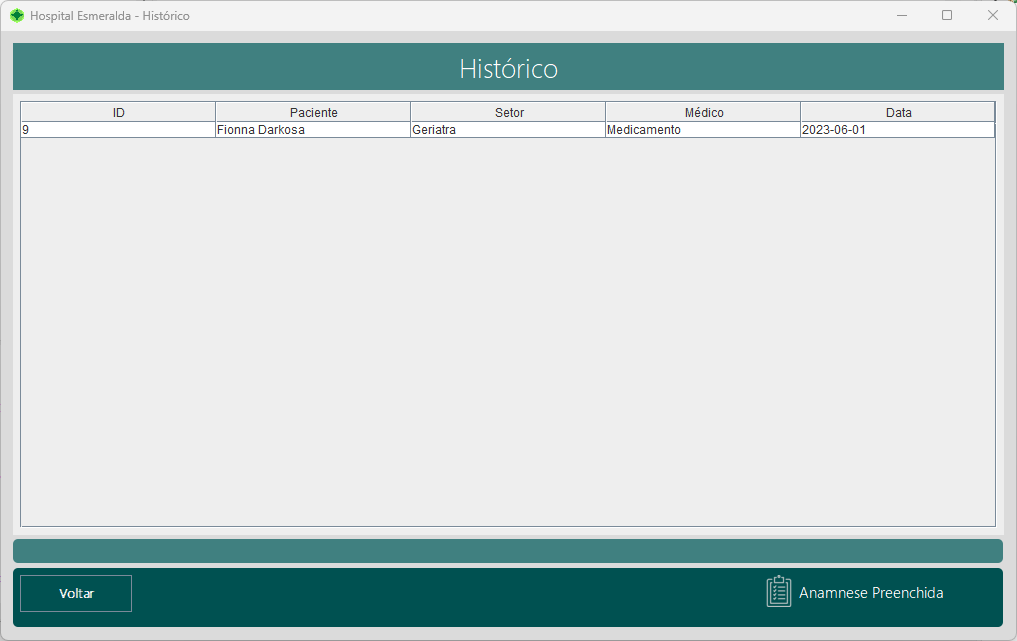 Hospital Esmeralda - Histórico
Histórico
ID Paciente Setor Médico Data
9 Fionna Darkosa Geriatra Medicamento 2023-06-01
Voltar Anamnese Preenchida